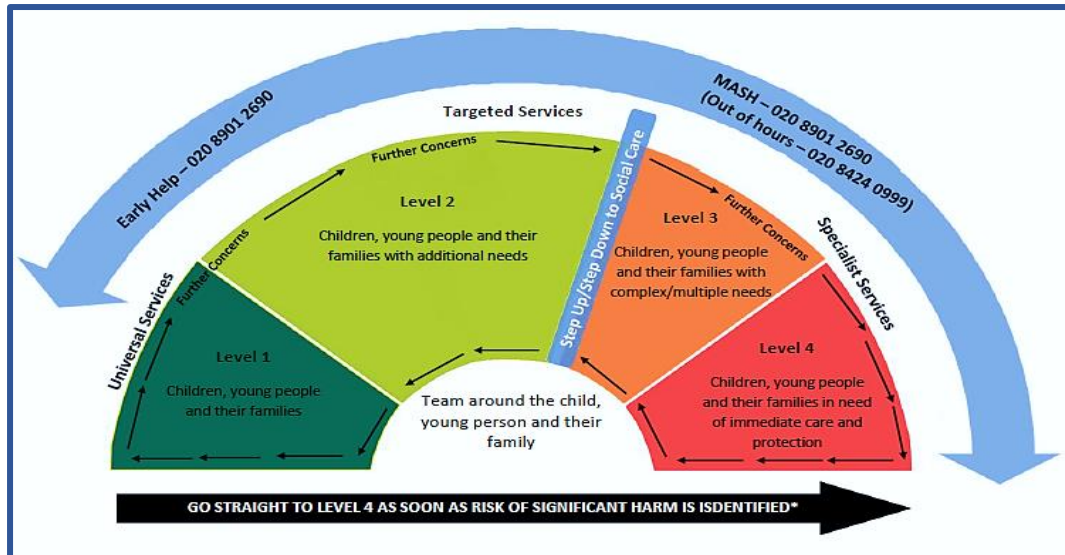 Early Help – 020 8901 2690
MASH – 020 8901 2690
(Out of hours – 020 8424 0999)
Targeted Services
Universal Services
Specialist Services
Further Concerns
Further Concerns
Further Concerns
Step Up/Step Down to Social Care
Level 1
Children, young people
and their families
Level 2
Children, young people and their
families with additional needs
Level 3
Children, young people
and their families with
complex/multiple needs
Level 4
Children, young people
and their families in need
of immediate care and
protection
Team around the child,
young person and their
family
GO STRAIGHT TO LEVEL 4 AS SOON AS RISK OF SIGNIFICANT HARM IS ISDENTIFIED*